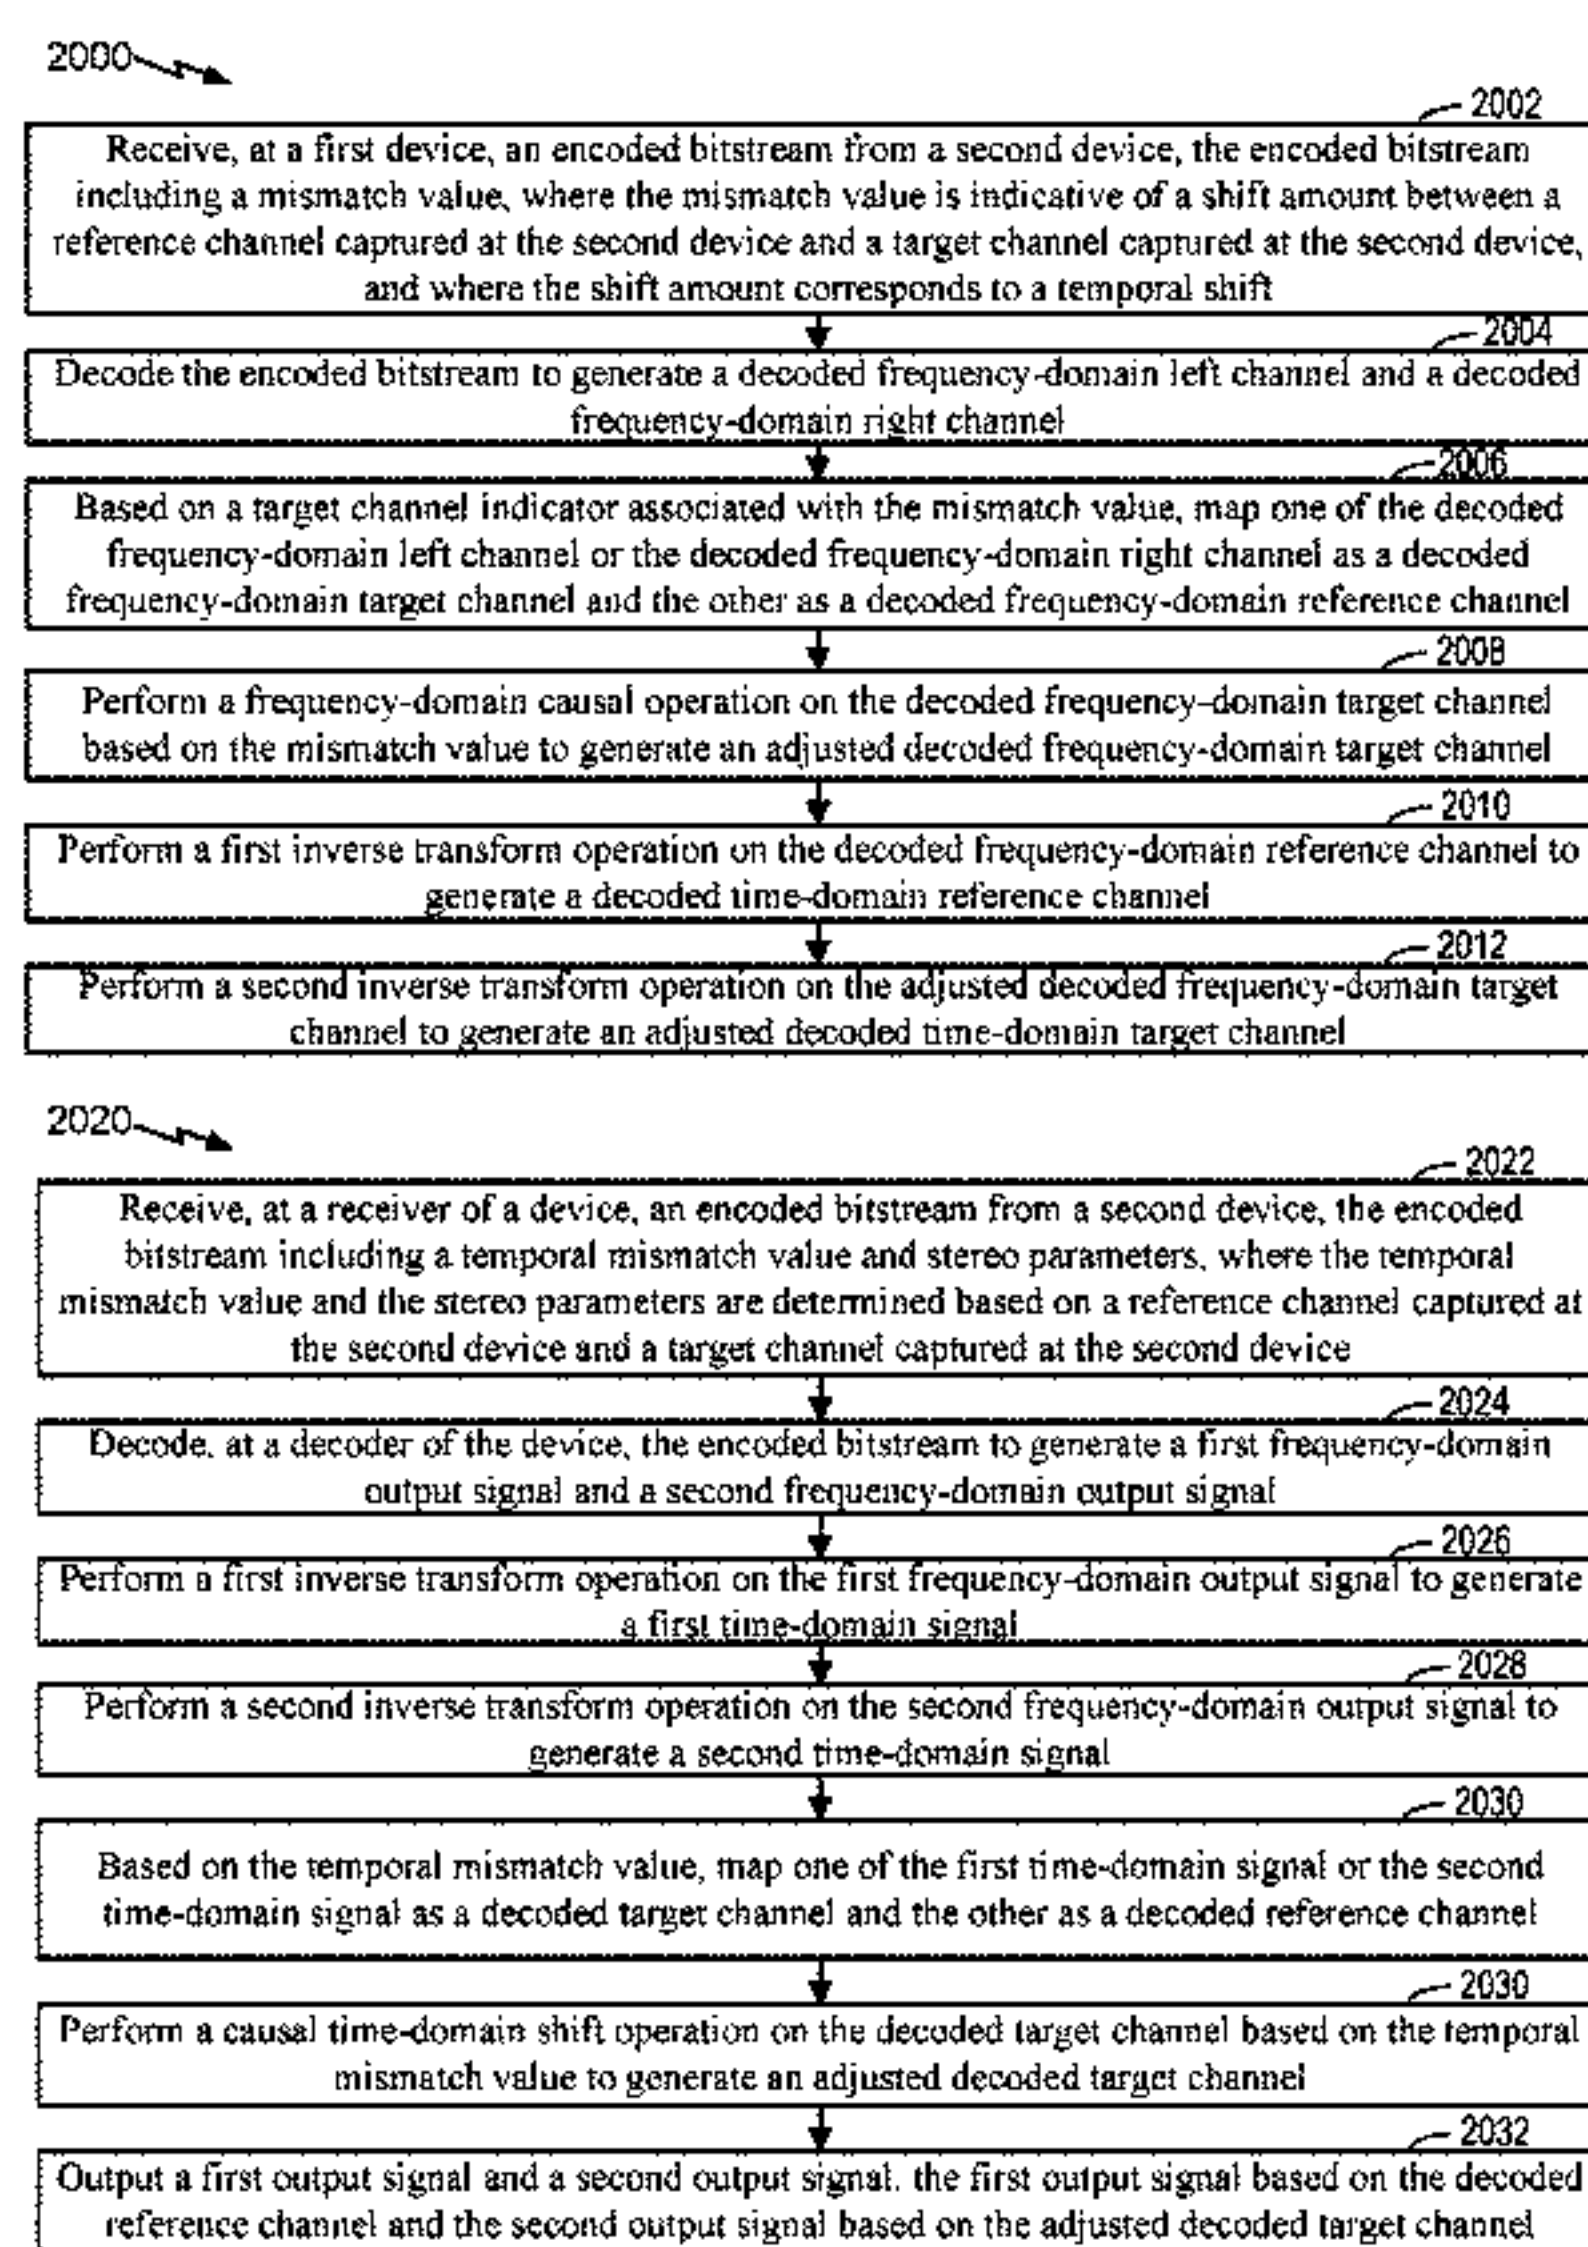 2000
2002
Receive, at a first device, an encoded bitstream from a second device, the encoded bitstream
including a mismatch value, where the mismatch value is indicative of a shift amount between a
reference channel captured at the second device and a target channel captured at the second device,
and where the shift amount corresponds to a temporal shift
2004
Decode the encoded bitstream to generate a decoded frequency-domain left channel and a decoded
frequency-domain right channel
2006
Based on a target channel indicator associated with the mismatch value, map one of the decoded
frequency-domain left channel or the decoded frequency-domain right channel as a decoded
frequency-domain target channel and the other as a decoded frequency-domain reference channel
2008
Perform a frequency-domain causal operation on the decoded frequency-domain target channel
based on the mismatch value to generate an adjusted decoded frequency-domain target channel
2010
Perform a first inverse transform operation on the decoded frequency-domain reference channel to
generate a decoded time-domain reference channel
2012
Perform a second inverse transform operation on the adjusted decoded frequency-domain target
channel to generate an adjusted decoded time-domain target channel
2020
2022
Receive, at a receiver of a device, an encoded bitstream from a second device, the encoded
bitstream including a temporal mismatch value and stereo parameters, where the temporal
mismatch value and the stereo parameters are determined based on a reference channel captured at
the second device and a target channel captured at the second device
2024
Decode, at a decoder of the device, the encoded bitstream to generate a first frequency-domain
output signal and a second frequency-domain output signal
2026
Perform a first inverse transform operation on the first frequency-domain output signal to generate
a first time-domain signal
2028
Perform a second inverse transform operation on the second frequency-domain output signal to
generate a second time-domain signal
2030
Based on the temporal mismatch value, map one of the first time-domain signal or the second
time-domain signal as a decoded target channel and the other as a decoded reference channel
2030
Perform a causal time-domain shift operation on the decoded target channel based on the temporal
mismatch value to generate an adjusted decoded target channel
2032
Output a first output signal and a second output signal, the first output signal based on the decoded
reference channel and the second output signal based on the adjusted decoded target channel